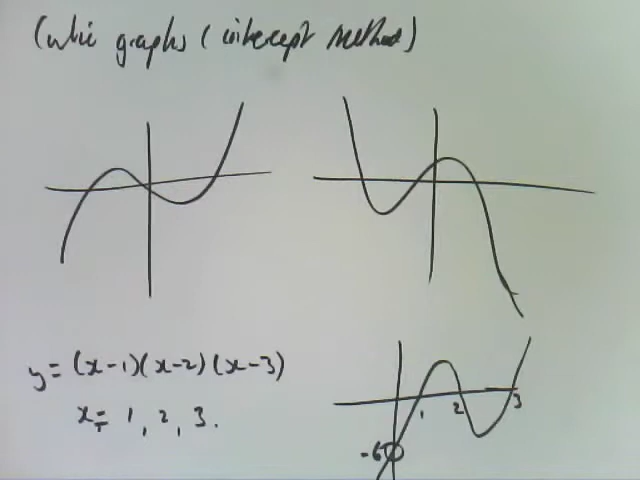 Cubic graphs (intercept method)
y = (x-1)(x-2)(x-3)
x = 1, 2, 3.
1 2 3
-6